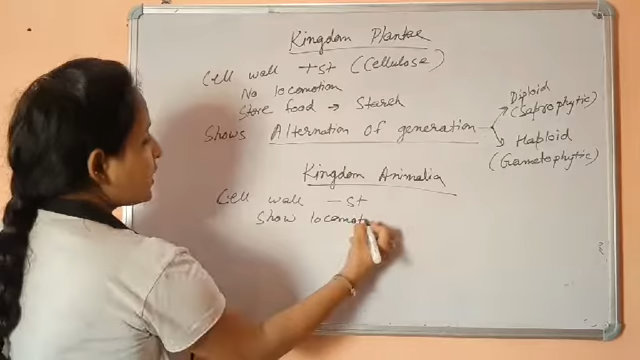 Kingdom Plantae
Cell wall +st (Cellulose)
No locomotion
Store food → Starch
Shows Alternation of generation
Diploid
(Saprophytic)
Haploid
(Gametophytic)
Kingdom Animalia
Cell wall -st
Show locomot